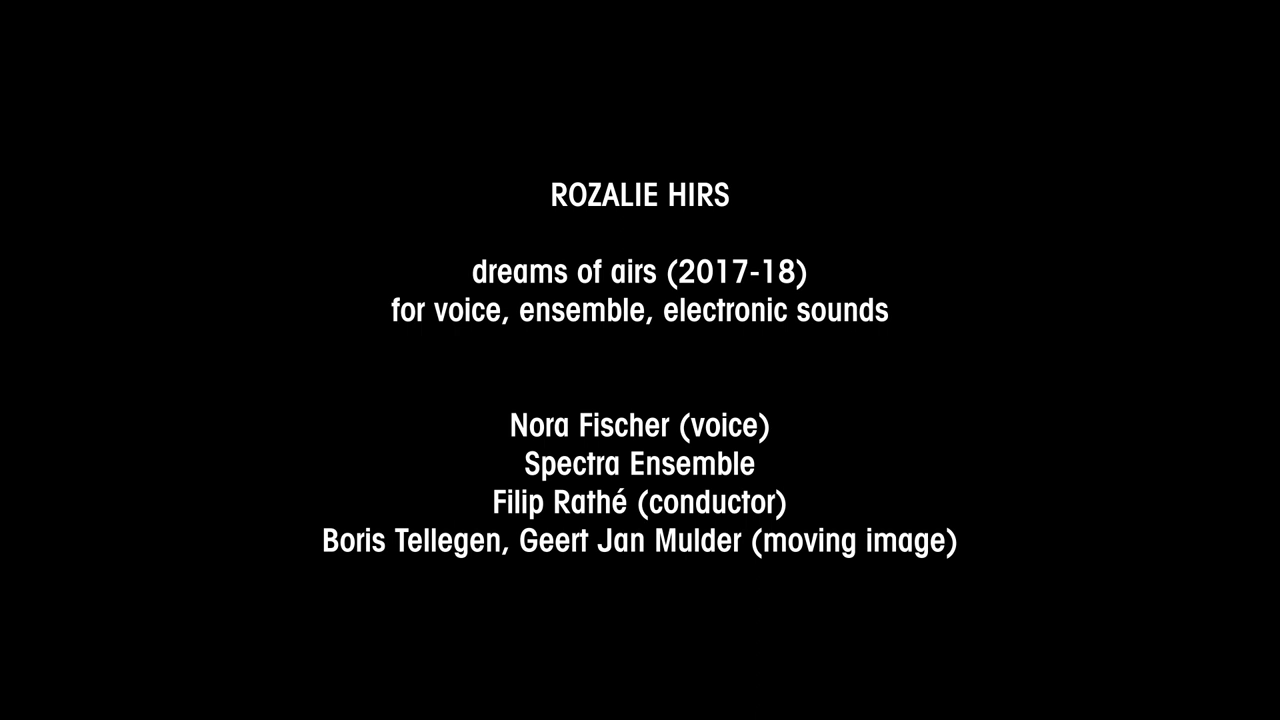 ROZALIE HIRS
dreams of airs (2017-18)
for voice, ensemble, electronic sounds
Nora Fischer (voice)
Spectra Ensemble
Filip Rathé (conductor)
Boris Tellegen, Geert Jan Mulder (moving image)